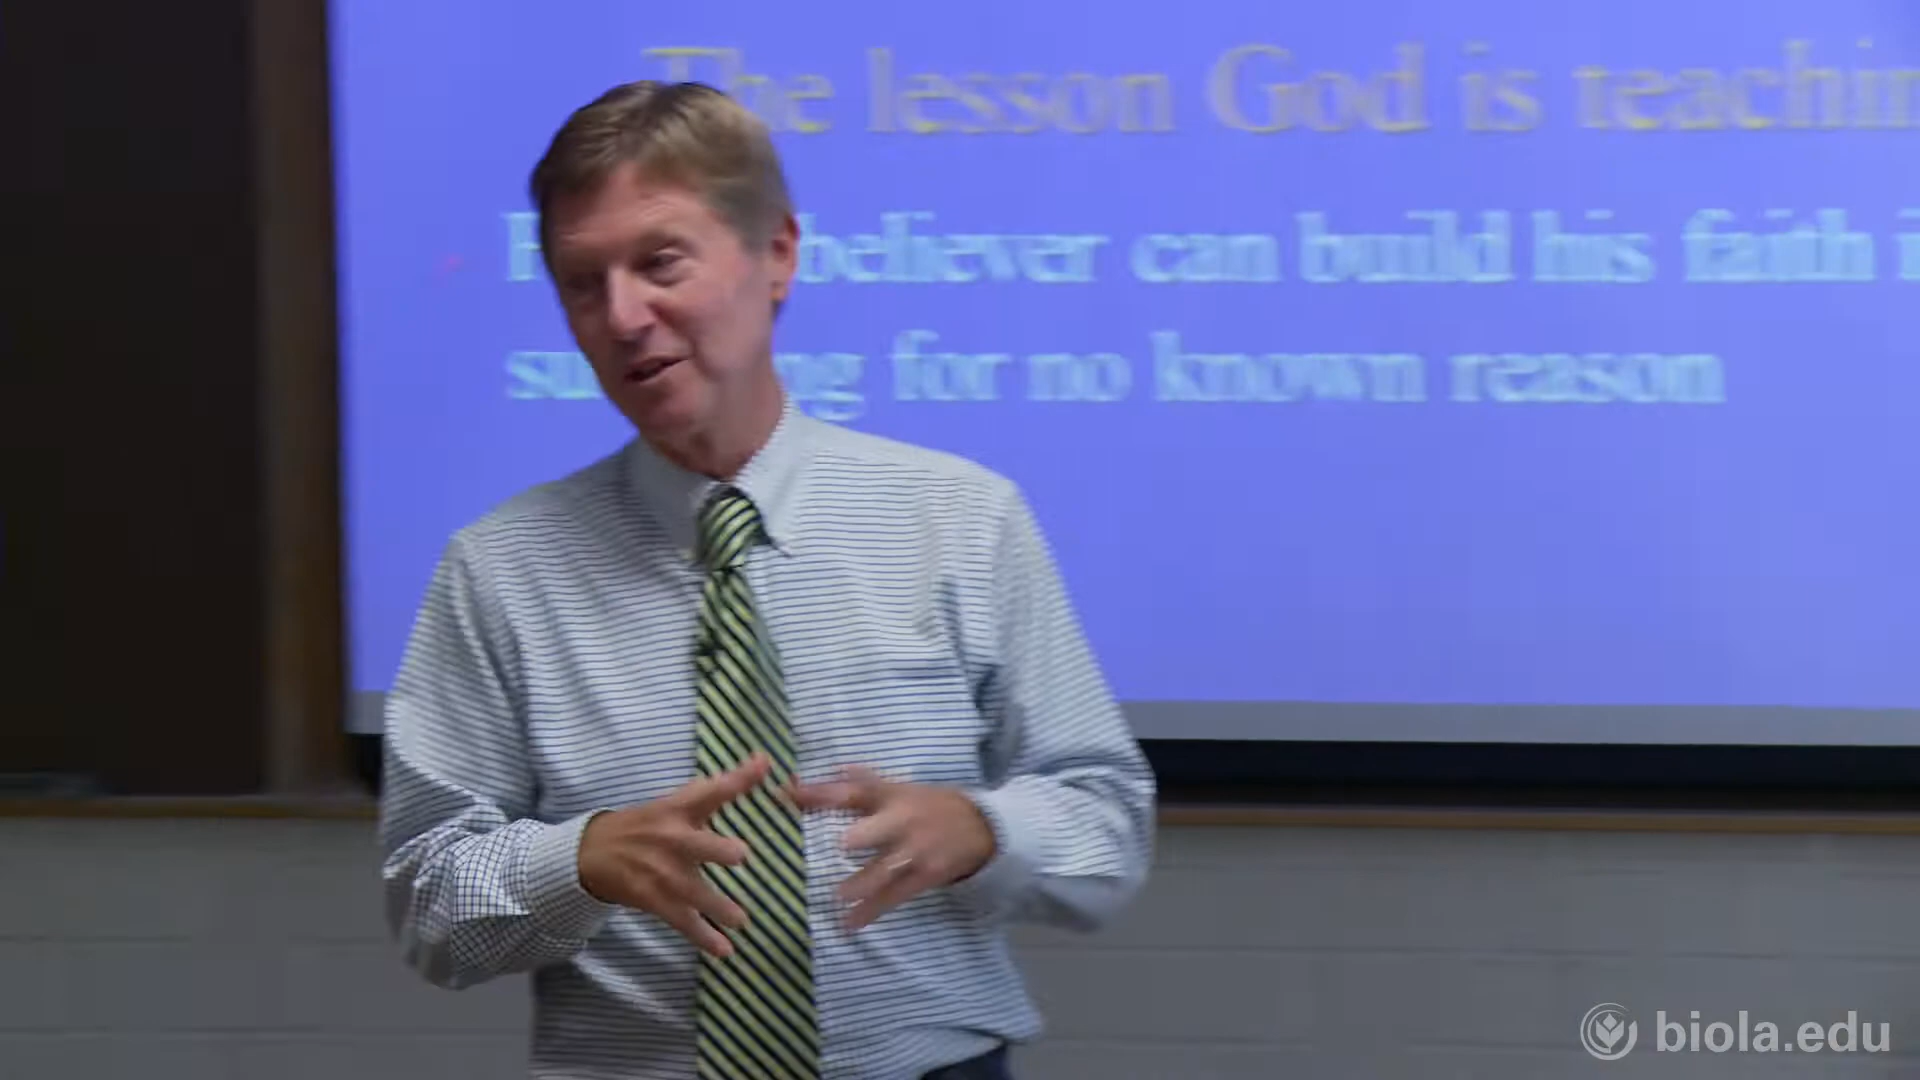 The lesson God is teachin
believer can build his faith i
for no known reason
biola.edu